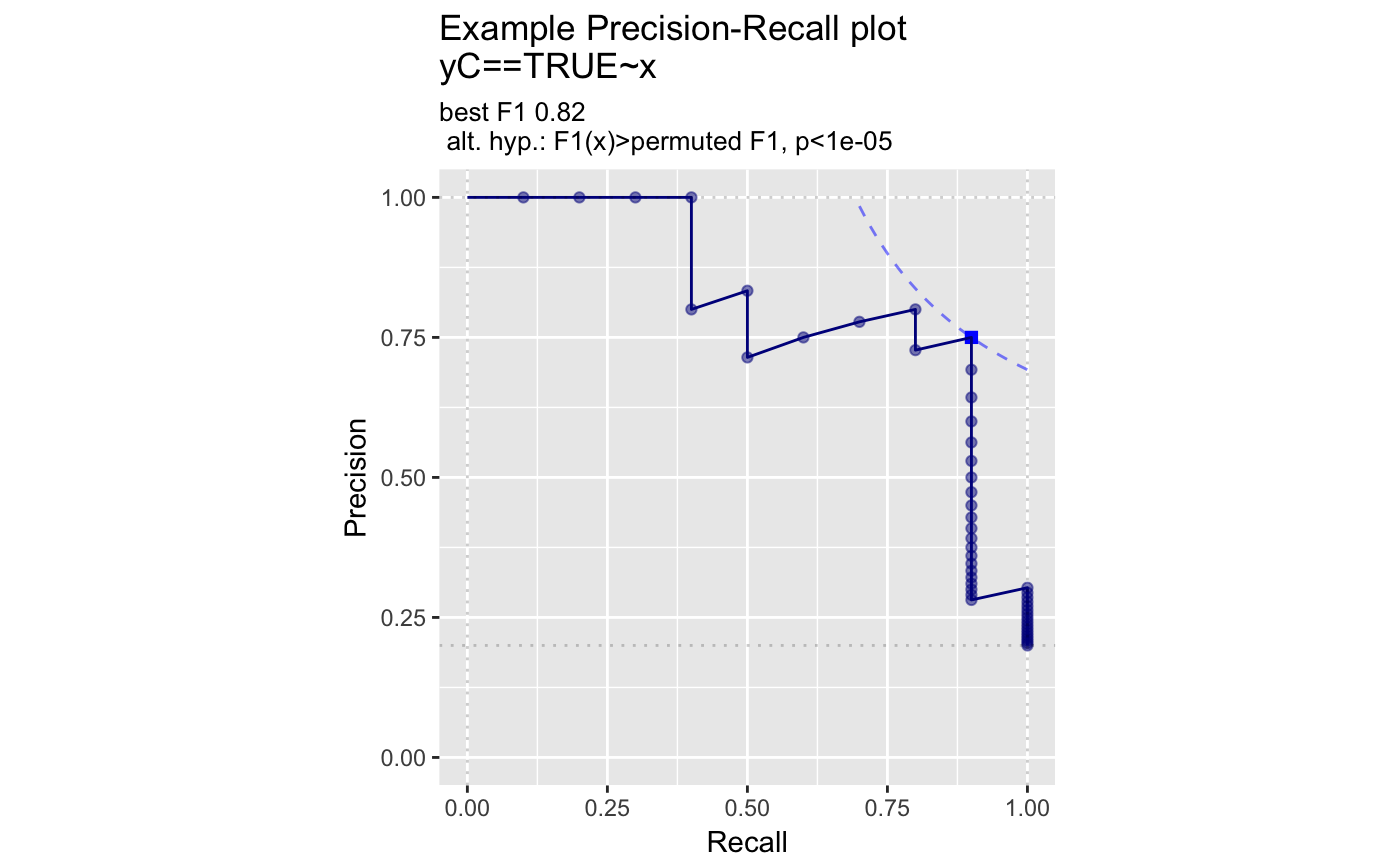 Example Precision-Recall plot
yC==TRUE~x
best F1 0.82
alt. hyp.: F1(x)>permuted F1, p<1e-05
1.00
0.75
0.50
0.25
0.00
Precision
0.00 0.25 0.50 0.75 1.00
Recall